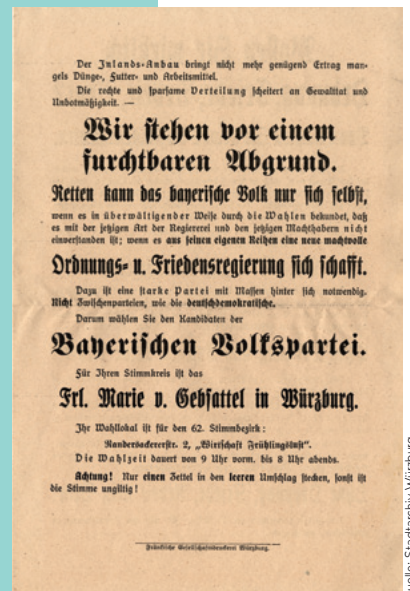 Der Inlands-Anbau bringt nicht mehr genügend Ertrag man-
gels Dünge-, Futter- und Arbeitsmittel.
Die rechte und sparsame Verteilung scheitert an Gewalttat und
Unbotmäßigkeit. —
Wir stehen vor einem
furchtbaren Abgrund.
Retten kann das bayerische Volk nur sich selbst,
wenn es in überwältigender Weise durch die Wahlen bekundet, daß
es mit der jetzigen Art der Regiererei und den jetzigen Machthabern nicht
einverstanden ist; wenn es aus seinen eigenen Reihen eine neue machtvolle
Ordnungs- u. Friedensregierung sich schafft.
Dazu ist eine starke Partei mit Massen hinter sich notwendig.
Nicht Zwischenparteien, wie die deutschdemokratische.
Darum wählen Sie den Kandidaten der
Bayerischen Volkspartei.
Für Ihren Stimmkreis ist das
Frl. Marie v. Gebsattel in Würzburg.
Ihr Wahllokal ist für den 62. Stimmbezirk:
Randersackererstr. 2, „Wirtschaft Frühlingslust".
Die Wahlzeit dauert von 9 Uhr vorm. bis 8 Uhr abends.
Achtung! Nur einen Zettel in den leeren Umschlag stecken, sonst ist
die Stimme ungiltig!
Fränkische Gesellschaftsdruckerei Würzburg.
Stadtarchiv Würzburg